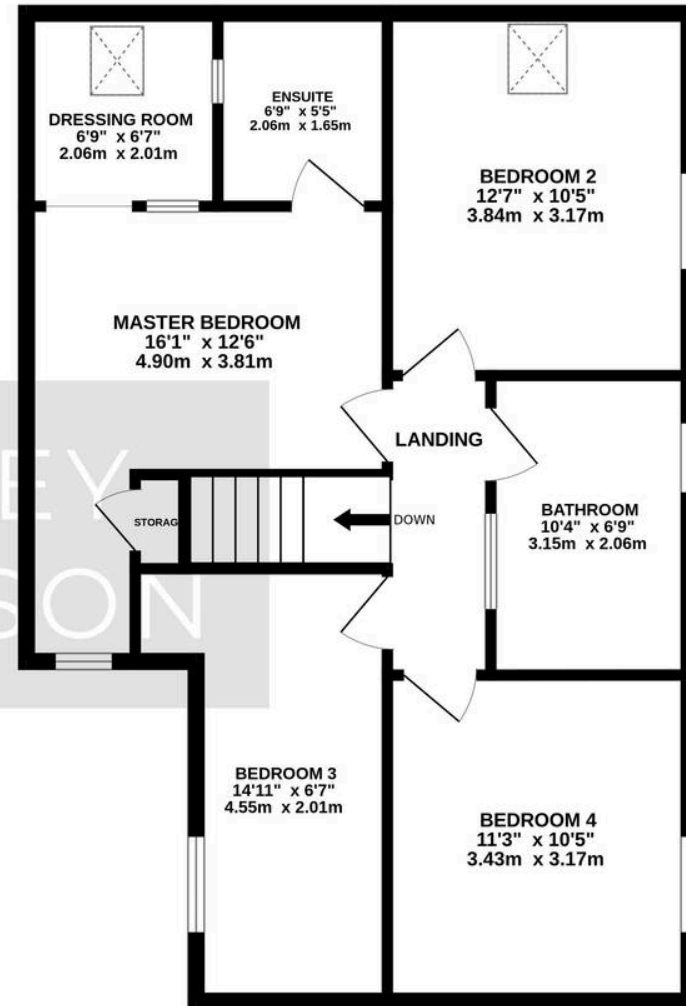 DRESSING ROOM
6'9" x 6'7"
2.06m x 2.01m
ENSUITE
6'9" x 5'5"
2.06m x 1.65m
BEDROOM 2
12'7" x 10'5"
3.84m x 3.17m
MASTER BEDROOM
16'1" x 12'6"
4.90m x 3.81m
LANDING
EY
STORAG
DOWN
BATHROOM
10'4" x 6'9"
3.15m x 2.06m
SON
BEDROOM 3
14'11" x 6'7"
4.55m x 2.01m
BEDROOM 4
11'3" x 10'5"
3.43m x 3.17m